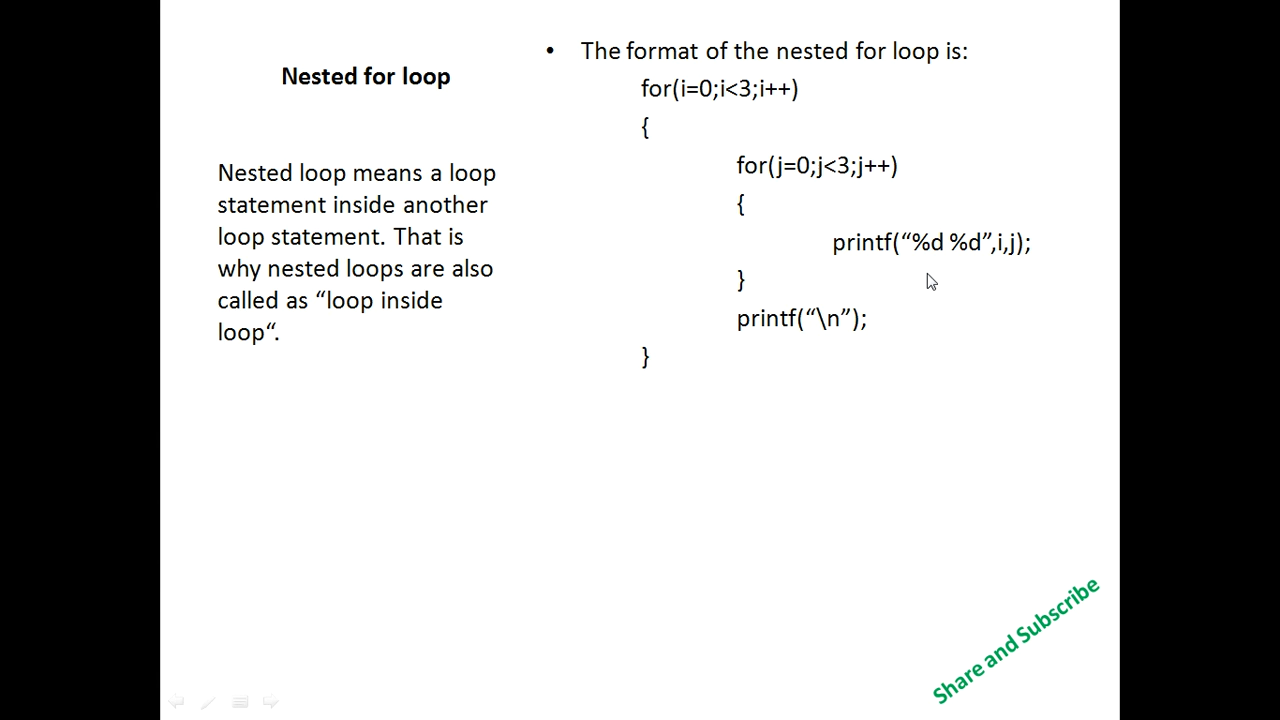 Nested for loop
Nested loop means a loop
statement inside another
loop statement. That is
why nested loops are also
called as “loop inside
loop“.
• The format of the nested for loop is:
for(i=0;i<3;i++)
{
for(j=0;j<3;j++)
{
printf(“%d %d”,i,j);
}
printf(“\n”);
}
Share and Subscribe